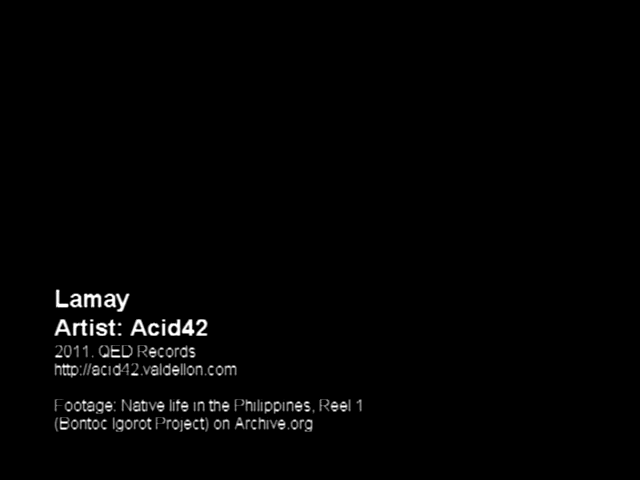 Lamay
Artist: Acid42
2011. QED Records
http://acid42.valdellon.com
Footage: Native life in the Philippines, Reel 1
(Bontoc Igorot Project) on Archive.org